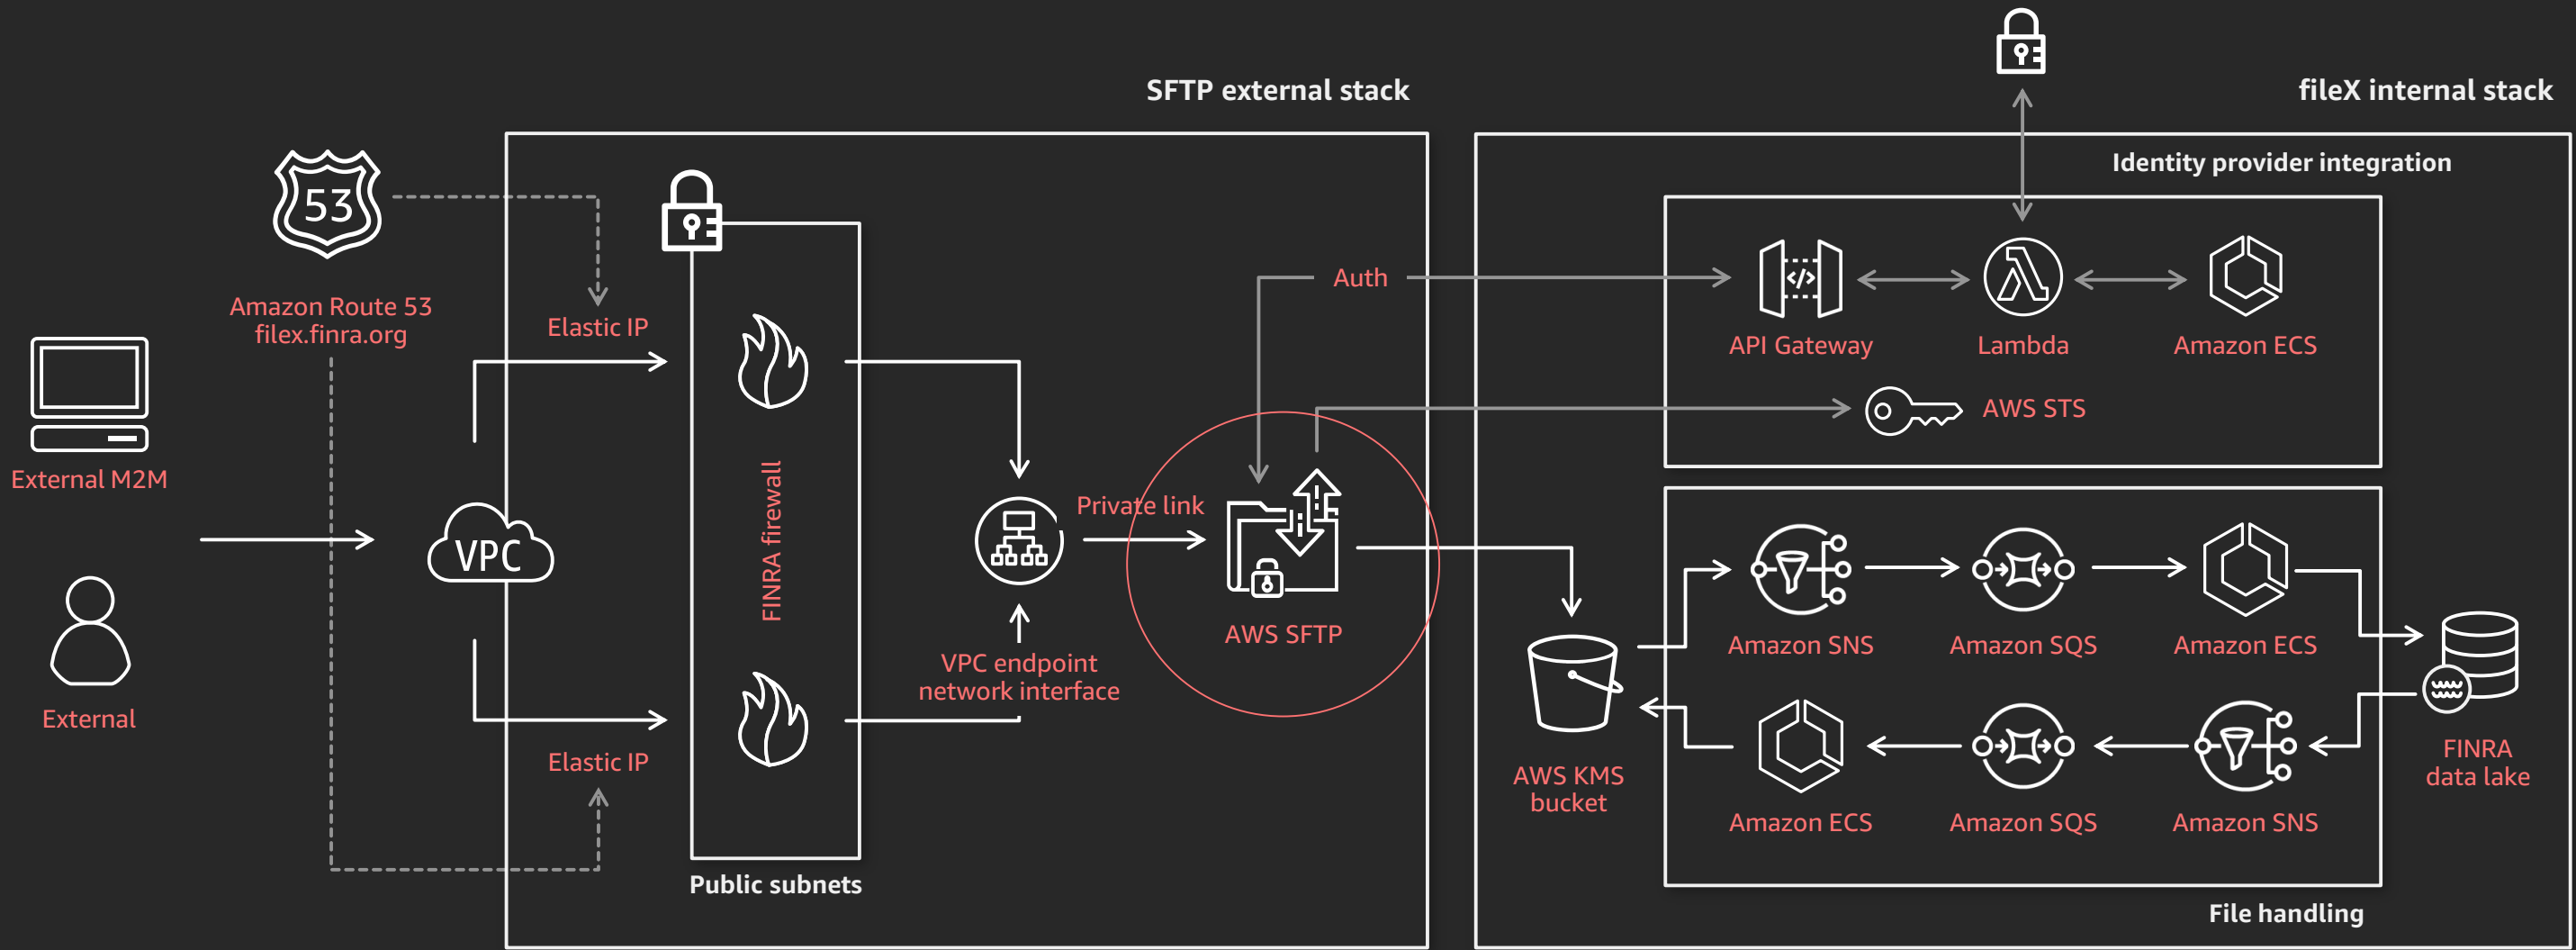 SFTP external stack
fileX internal stack
Identity provider integration
53
Amazon Route 53
filex.finra.org
Elastic IP
Auth
API Gateway
Lambda
Amazon ECS
AWS STS
External M2M
FINRA firewall
VPC
Private link
AWS SFTP
VPC endpoint
network interface
External
Elastic IP
Public subnets
Amazon SNS
Amazon SQS
Amazon ECS
AWS KMS
bucket
FINRA
data lake
Amazon ECS
Amazon SQS
Amazon SNS
File handling